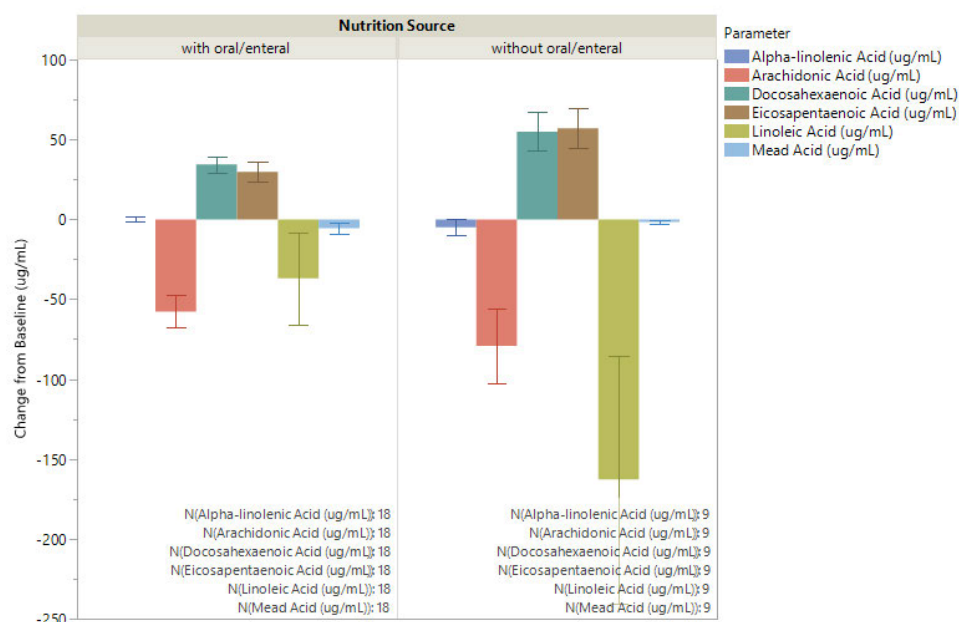 Nutrition Source
with oral/enteral
without oral/enteral
100
50
0
-50
-100
-150
-200
-250
Change from Baseline (ug/mL)
N(Alpha-linolenic Acid (ug/mL)): 18
N(Arachidonic Acid (ug/mL)): 18
N(Docosahexaenoic Acid (ug/mL)): 18
N(Eicosapentaenoic Acid (ug/mL)): 18
N(Linoleic Acid (ug/mL)): 18
N(Mead Acid (ug/mL)): 18
N(Alpha-linolenic Acid (ug/mL)): 9
N(Arachidonic Acid (ug/mL)): 9
N(Docosahexaenoic Acid (ug/mL)): 9
N(Eicosapentaenoic Acid (ug/mL)): 9
N(Linoleic Acid (ug/mL)): 9
N(Mead Acid (ug/mL)): 9
Parameter
Alpha-linolenic Acid (ug/mL)
Arachidonic Acid (ug/mL)
Docosahexaenoic Acid (ug/mL)
Eicosapentaenoic Acid (ug/mL)
Linoleic Acid (ug/mL)
Mead Acid (ug/mL)